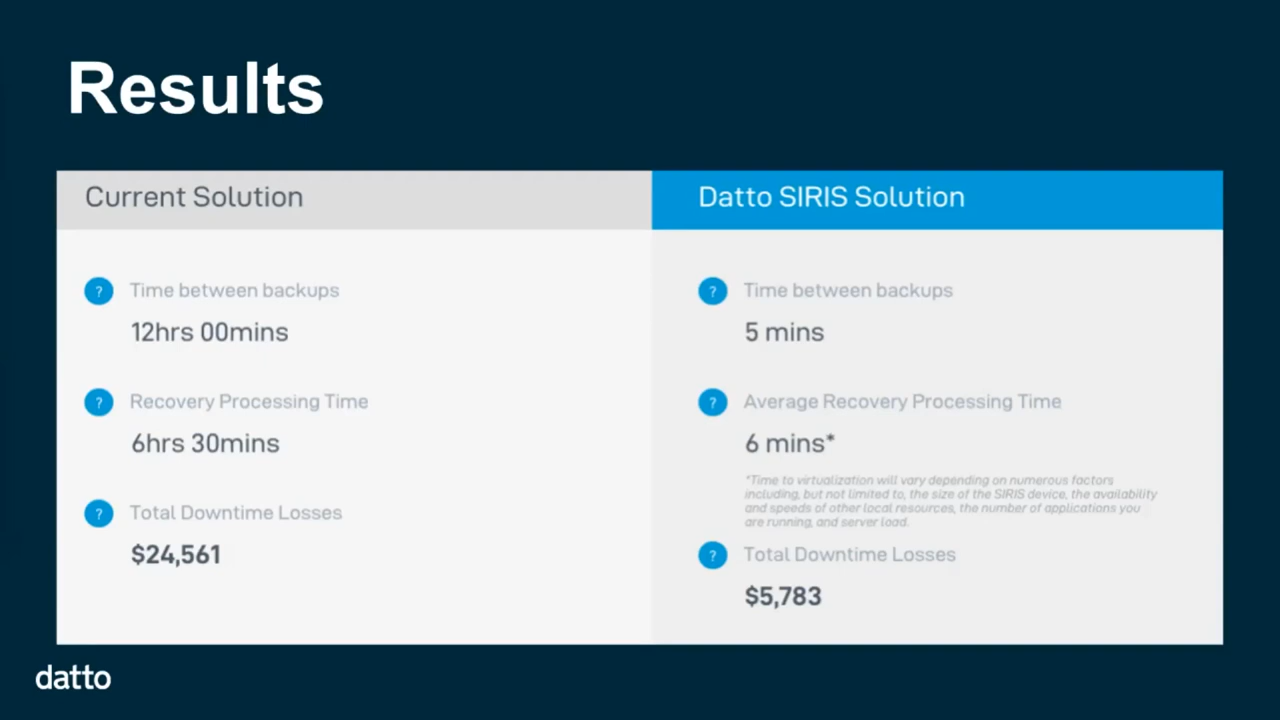 Results
Current Solution
? Time between backups
12hrs 00mins
? Recovery Processing Time
6hrs 30mins
? Total Downtime Losses
$24,561
Datto SIRIS Solution
? Time between backups
5 mins
? Average Recovery Processing Time
6 mins*
*Time to virtualization will vary depending on numerous factors
including, but not limited to, the size of the SIRIS device, the availability
and speeds of other local resources, the number of applications you
are running, and server load.
? Total Downtime Losses
$5,783
datto